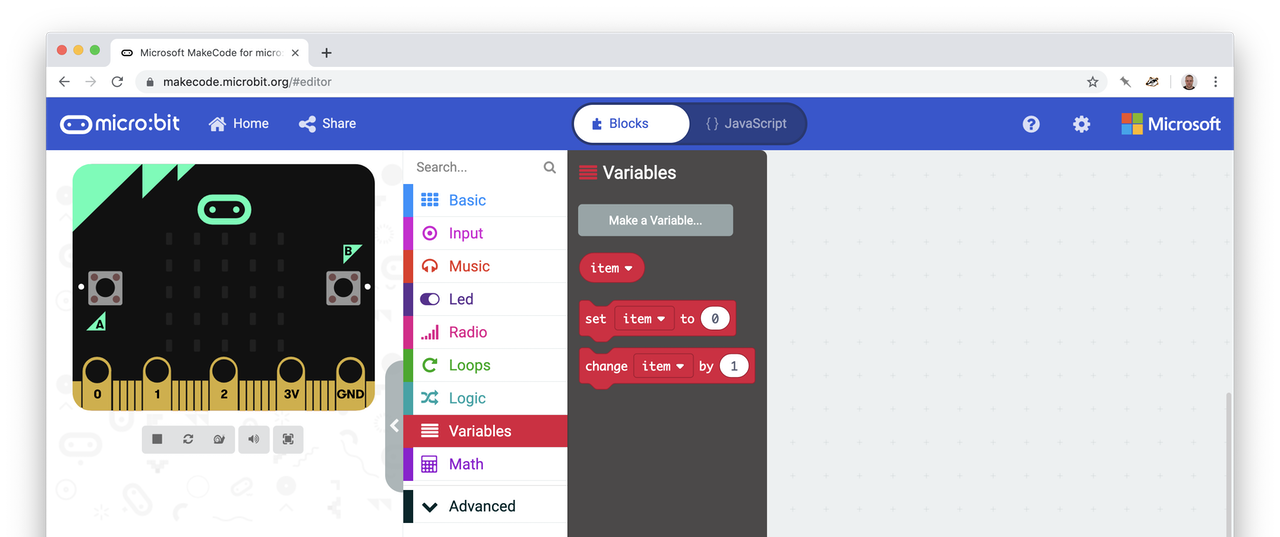 Microsoft MakeCode for micro
makecode.microbit.org/#editor
micro:bit
Home
Share
Blocks
{} JavaScript
Microsoft
Search...
Basic
Input
Music
Led
Radio
Loops
Logic
Variables
Math
Advanced
Variables
Make a Variable...
item
set item to 0
change item by 1
B
A
0 1 2 3V GND